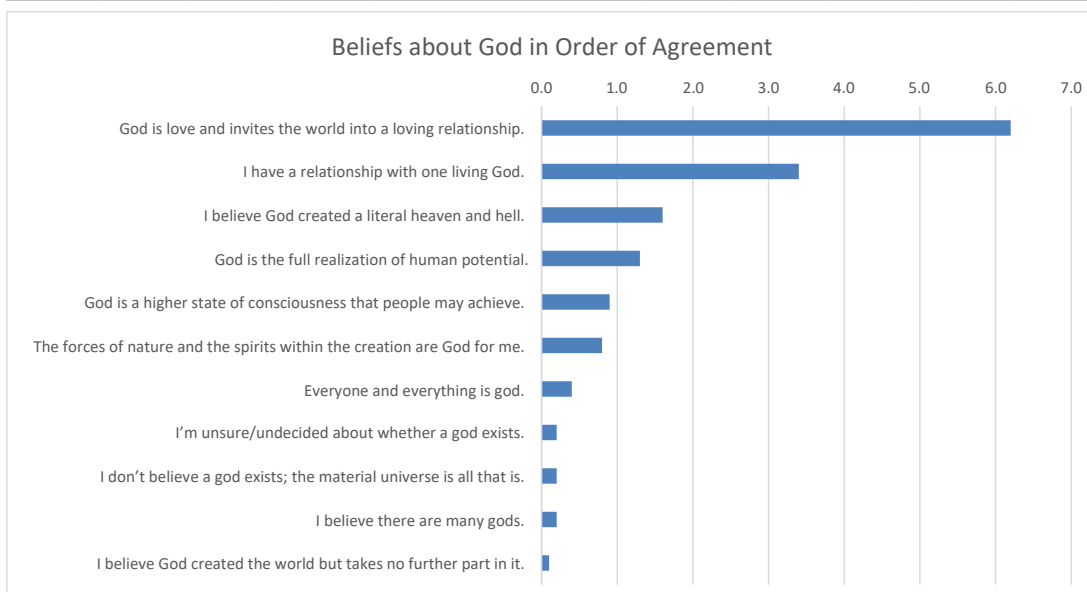 Beliefs about God in Order of Agreement
0.0 1.0 2.0 3.0 4.0 5.0 6.0 7.0
God is love and invites the world into a loving relationship.
I have a relationship with one living God.
I believe God created a literal heaven and hell.
God is the full realization of human potential.
God is a higher state of consciousness that people may achieve.
The forces of nature and the spirits within the creation are God for me.
Everyone and everything is god.
I’m unsure/undecided about whether a god exists.
I don’t believe a god exists; the material universe is all that is.
I believe there are many gods.
I believe God created the world but takes no further part in it.